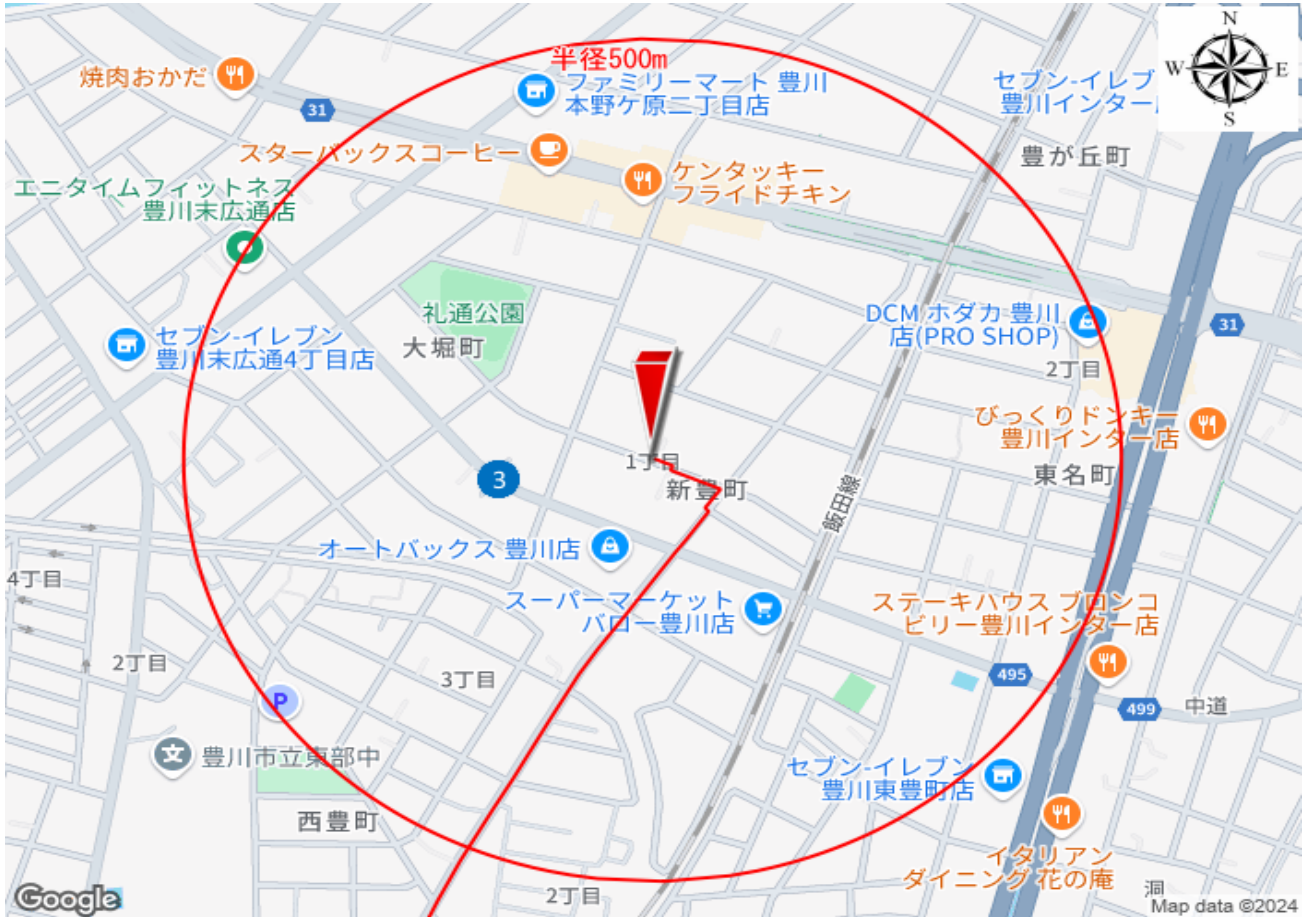 N
W
E
S
半径500m
焼肉おかだ
31
ファミリーマート 豊川
本野ケ原二丁目店
セブン-イレブ
豊川インター
スターバックスコーヒー
ケンタッキー
フライドチキン
豊が丘町
エニタイムフィットネス
豊川末広通店
礼通公園
大堀町
DCM ホダカ 豊川
店(PRO SHOP)
31
セブン-イレブン
豊川末広通4丁目店
2丁目
びっくりドンキー
豊川インター店
1丁目
新豊町
東名町
3
飯田線
オートバックス 豊川店
4丁目
スーパーマーケット
バロー豊川店
ステーキハウス ブロンコ
ビリー豊川インター店
2丁目
3丁目
495
499
中道
P
文
豊川市立東部中
セブン-イレブン
豊川東豊町店
西豊町
イタリアン
ダイニング 花の庵
2丁目
洞
Google
Map data ©2024